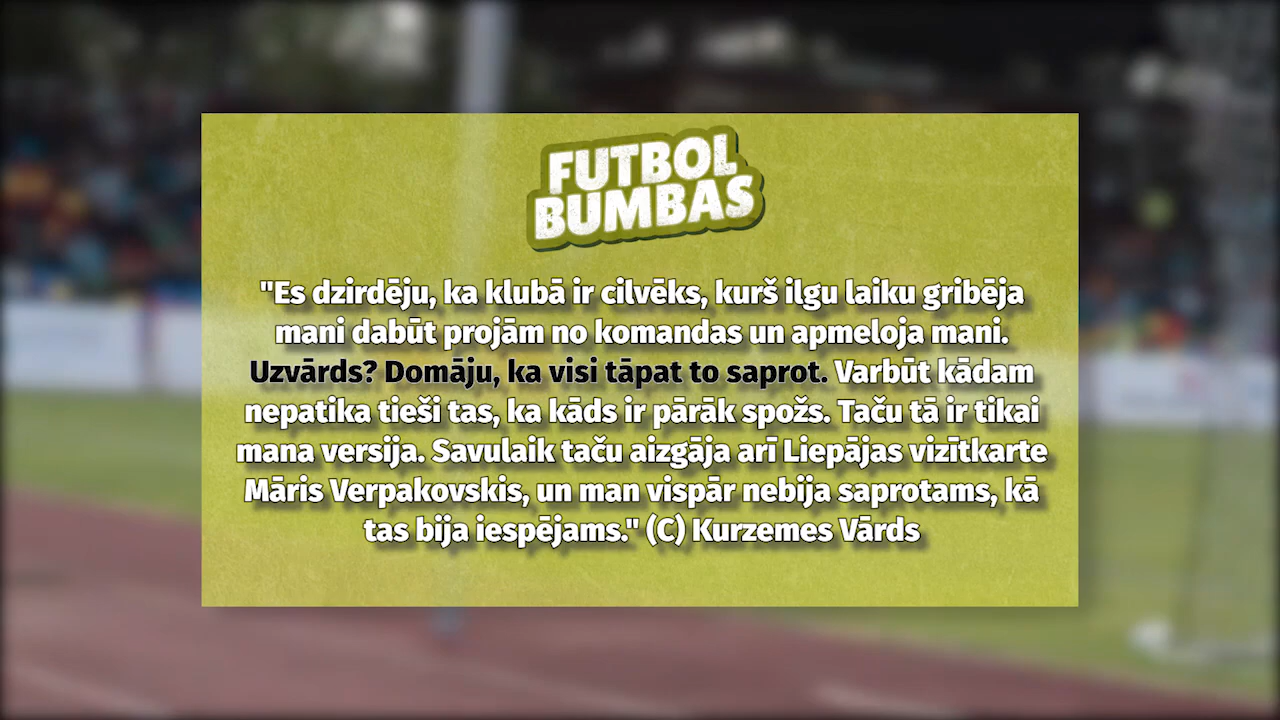 FUTBOL
BUMBAS
"Es dzirdēju, ka klubā ir cilvēks, kurš ilgu laiku gribēja
mani dabūt projām no komandas un apmeloja mani.
Uzvārds? Domāju, ka visi tāpat to saprot. Varbūt kādam
nepatika tieši tas, ka kāds ir pārāk spožs. Taču tā ir tikai
mana versija. Savulaik taču aizgāja arī Liepājas vizītkarte
Māris Verpakovskis, un man vispār nebija saprotams, kā
tas bija iespējams." (C) Kurzemes Vārds